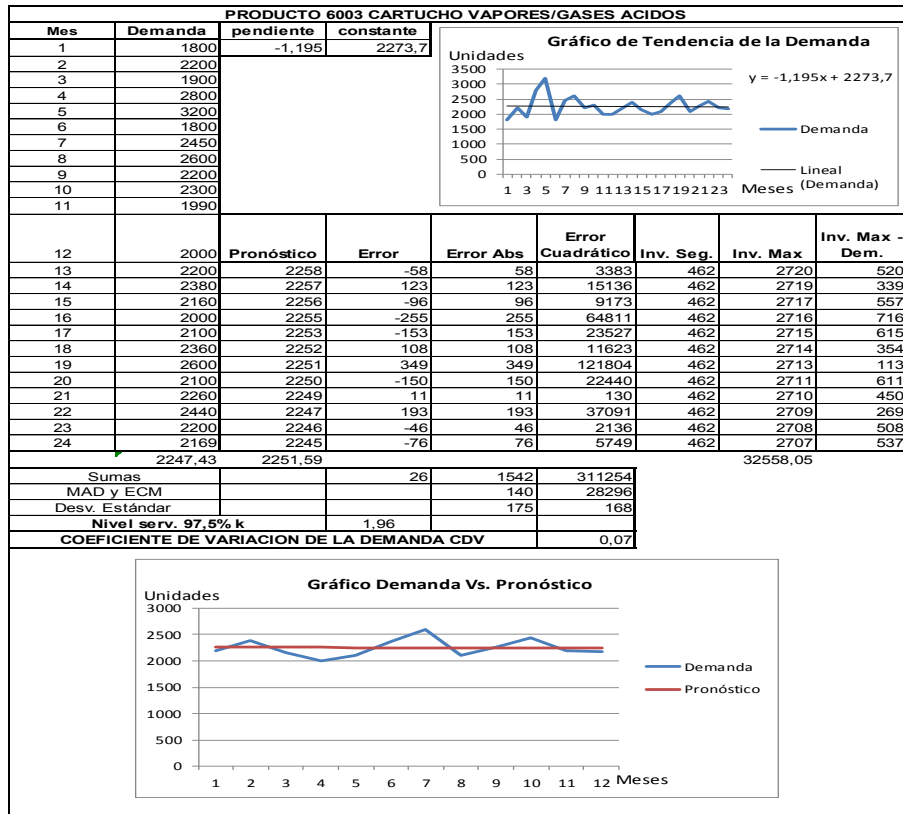 PRODUCTO 6003 CARTUCHO VAPORES/GASES ACIDOS
Mes Demanda pendiente constante
1 1800 -1,195 2273,7
2 2200
3 1900
4 2800
5 3200
6 1800
7 2450
8 2600
9 2200
10 2300
11 1990
Gráfico de Tendencia de la Demanda
Unidades
y = -1,195x + 2273,7
3500
3000
2500
2000
1500
1000
500
0
1 3 5 7 9 11 13 15 17 19 21 23 Meses
Demanda
Lineal
(Demanda)
12 2000 Pronóstico Error Error Abs Error Cuadrático Inv. Seg. Inv. Max Inv. Max - Dem.
13 2200 2258 -58 58 3383 462 2720 520
14 2380 2257 123 123 15136 462 2719 339
15 2160 2256 -96 96 9173 462 2717 557
16 2000 2255 -255 255 64811 462 2716 716
17 2100 2253 -153 153 23527 462 2715 615
18 2360 2252 108 108 11623 462 2714 354
19 2600 2251 349 349 121804 462 2713 113
20 2100 2250 -150 150 22440 462 2711 611
21 2260 2249 11 11 130 462 2710 450
22 2440 2247 193 193 37091 462 2709 269
23 2200 2246 -46 46 2136 462 2708 508
24 2169 2245 -76 76 5749 462 2707 537
2247,43 2251,59 32558,05
Sumas 26 1542 311254
MAD y ECM 140 28296
Desv. Estándar 175 168
Nivel serv. 97,5% k 1,96
COEFICIENTE DE VARIACION DE LA DEMANDA CDV 0,07
Gráfico Demanda Vs. Pronóstico
Unidades
3000
2500
2000
1500
1000
500
0
1 2 3 4 5 6 7 8 9 10 11 12 Meses
Demanda
Pronóstico